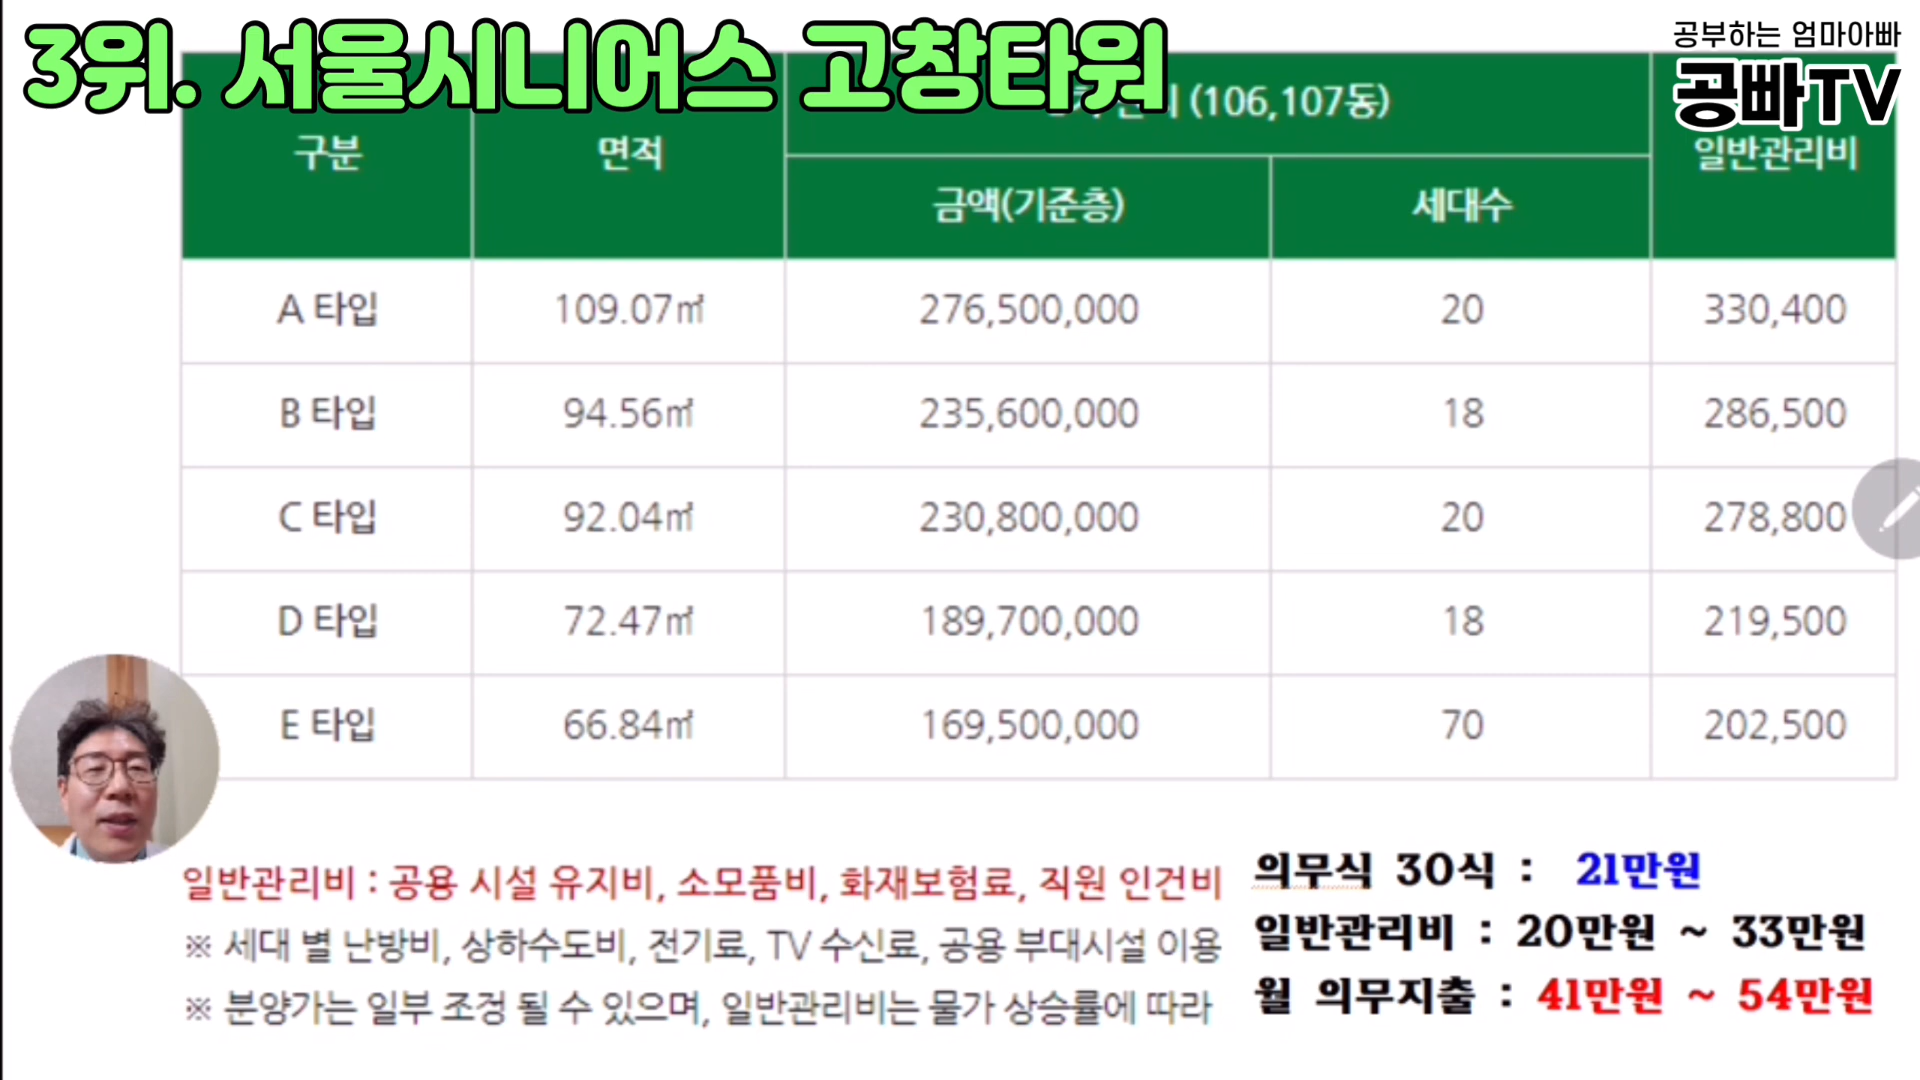 3위. 서울시니어스 고창타워
공부하는 엄마아빠
공빠TV
(106,107동)
구분 면적 일반관리비
금액(기준층) 세대수
A 타입 109.07㎡ 276,500,000 20 330,400
B 타입 94.56㎡ 235,600,000 18 286,500
C 타입 92.04㎡ 230,800,000 20 278,800
D 타입 72.47㎡ 189,700,000 18 219,500
E 타입 66.84㎡ 169,500,000 70 202,500
일반관리비 : 공용 시설 유지비, 소모품비, 화재보험료, 직원 인건비
※ 세대 별 난방비, 상하수도비, 전기료, TV 수신료, 공용 부대시설 이용
※ 분양가는 일부 조정 될 수 있으며, 일반관리비는 물가 상승률에 따라
의무식 30식 : 21만원
일반관리비 : 20만원 ~ 33만원
월 의무지출 : 41만원 ~ 54만원